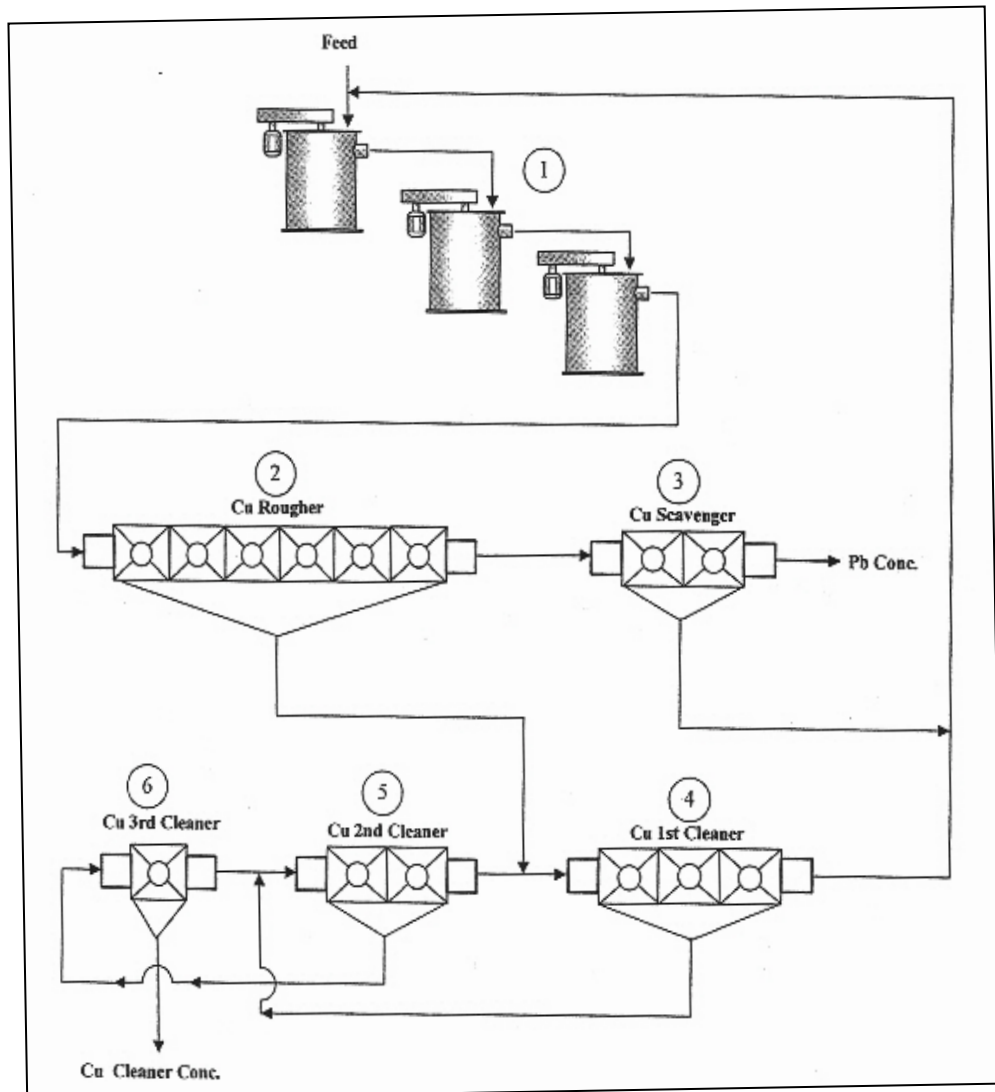 Feed
1
2
Cu Rougher
3
Cu Scavenger
Pb Conc.
6
Cu 3rd Cleaner
5
Cu 2nd Cleaner
4
Cu 1st Cleaner
Cu Cleaner Conc.